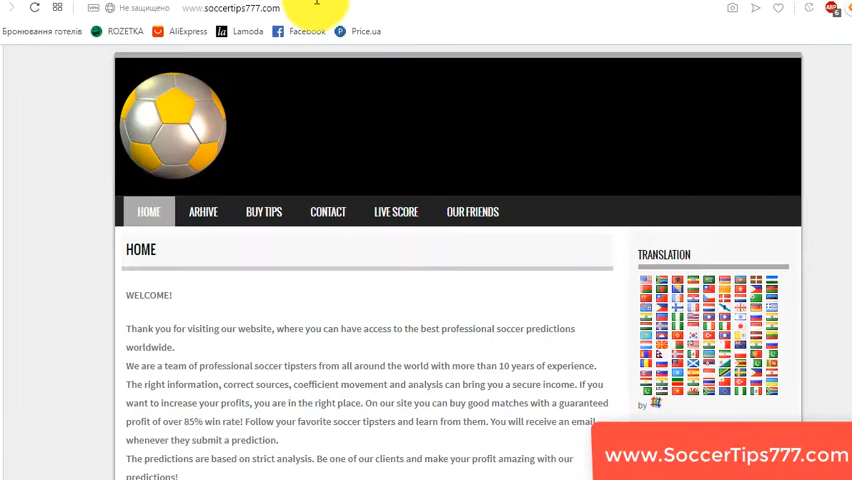 VPN
Не защищено
www.soccertips777.com
Бронювання готелів ROZETKA AliExpress la Lamoda Facebook P Price.ua
HOME ARHIVE BUY TIPS CONTACT LIVE SCORE OUR FRIENDS
HOME
WELCOME!
Thank you for visiting our website, where you can have access to the best professional soccer predictions
worldwide.
We are a team of professional soccer tipsters from all around the world with more than 10 years of experience.
The right information, correct sources, coefficient movement and analysis can bring you a secure income. If you
want to increase your profits, you are in the right place. On our site you can buy good matches with a guaranteed
profit of over 85% win rate! Follow your favorite soccer tipsters and learn from them. You will receive an email
whenever they submit a prediction.
The predictions are based on strict analysis. Be one of our clients and make your profit amazing with our
predictions!
TRANSLATION
by
www.SoccerTips777.com